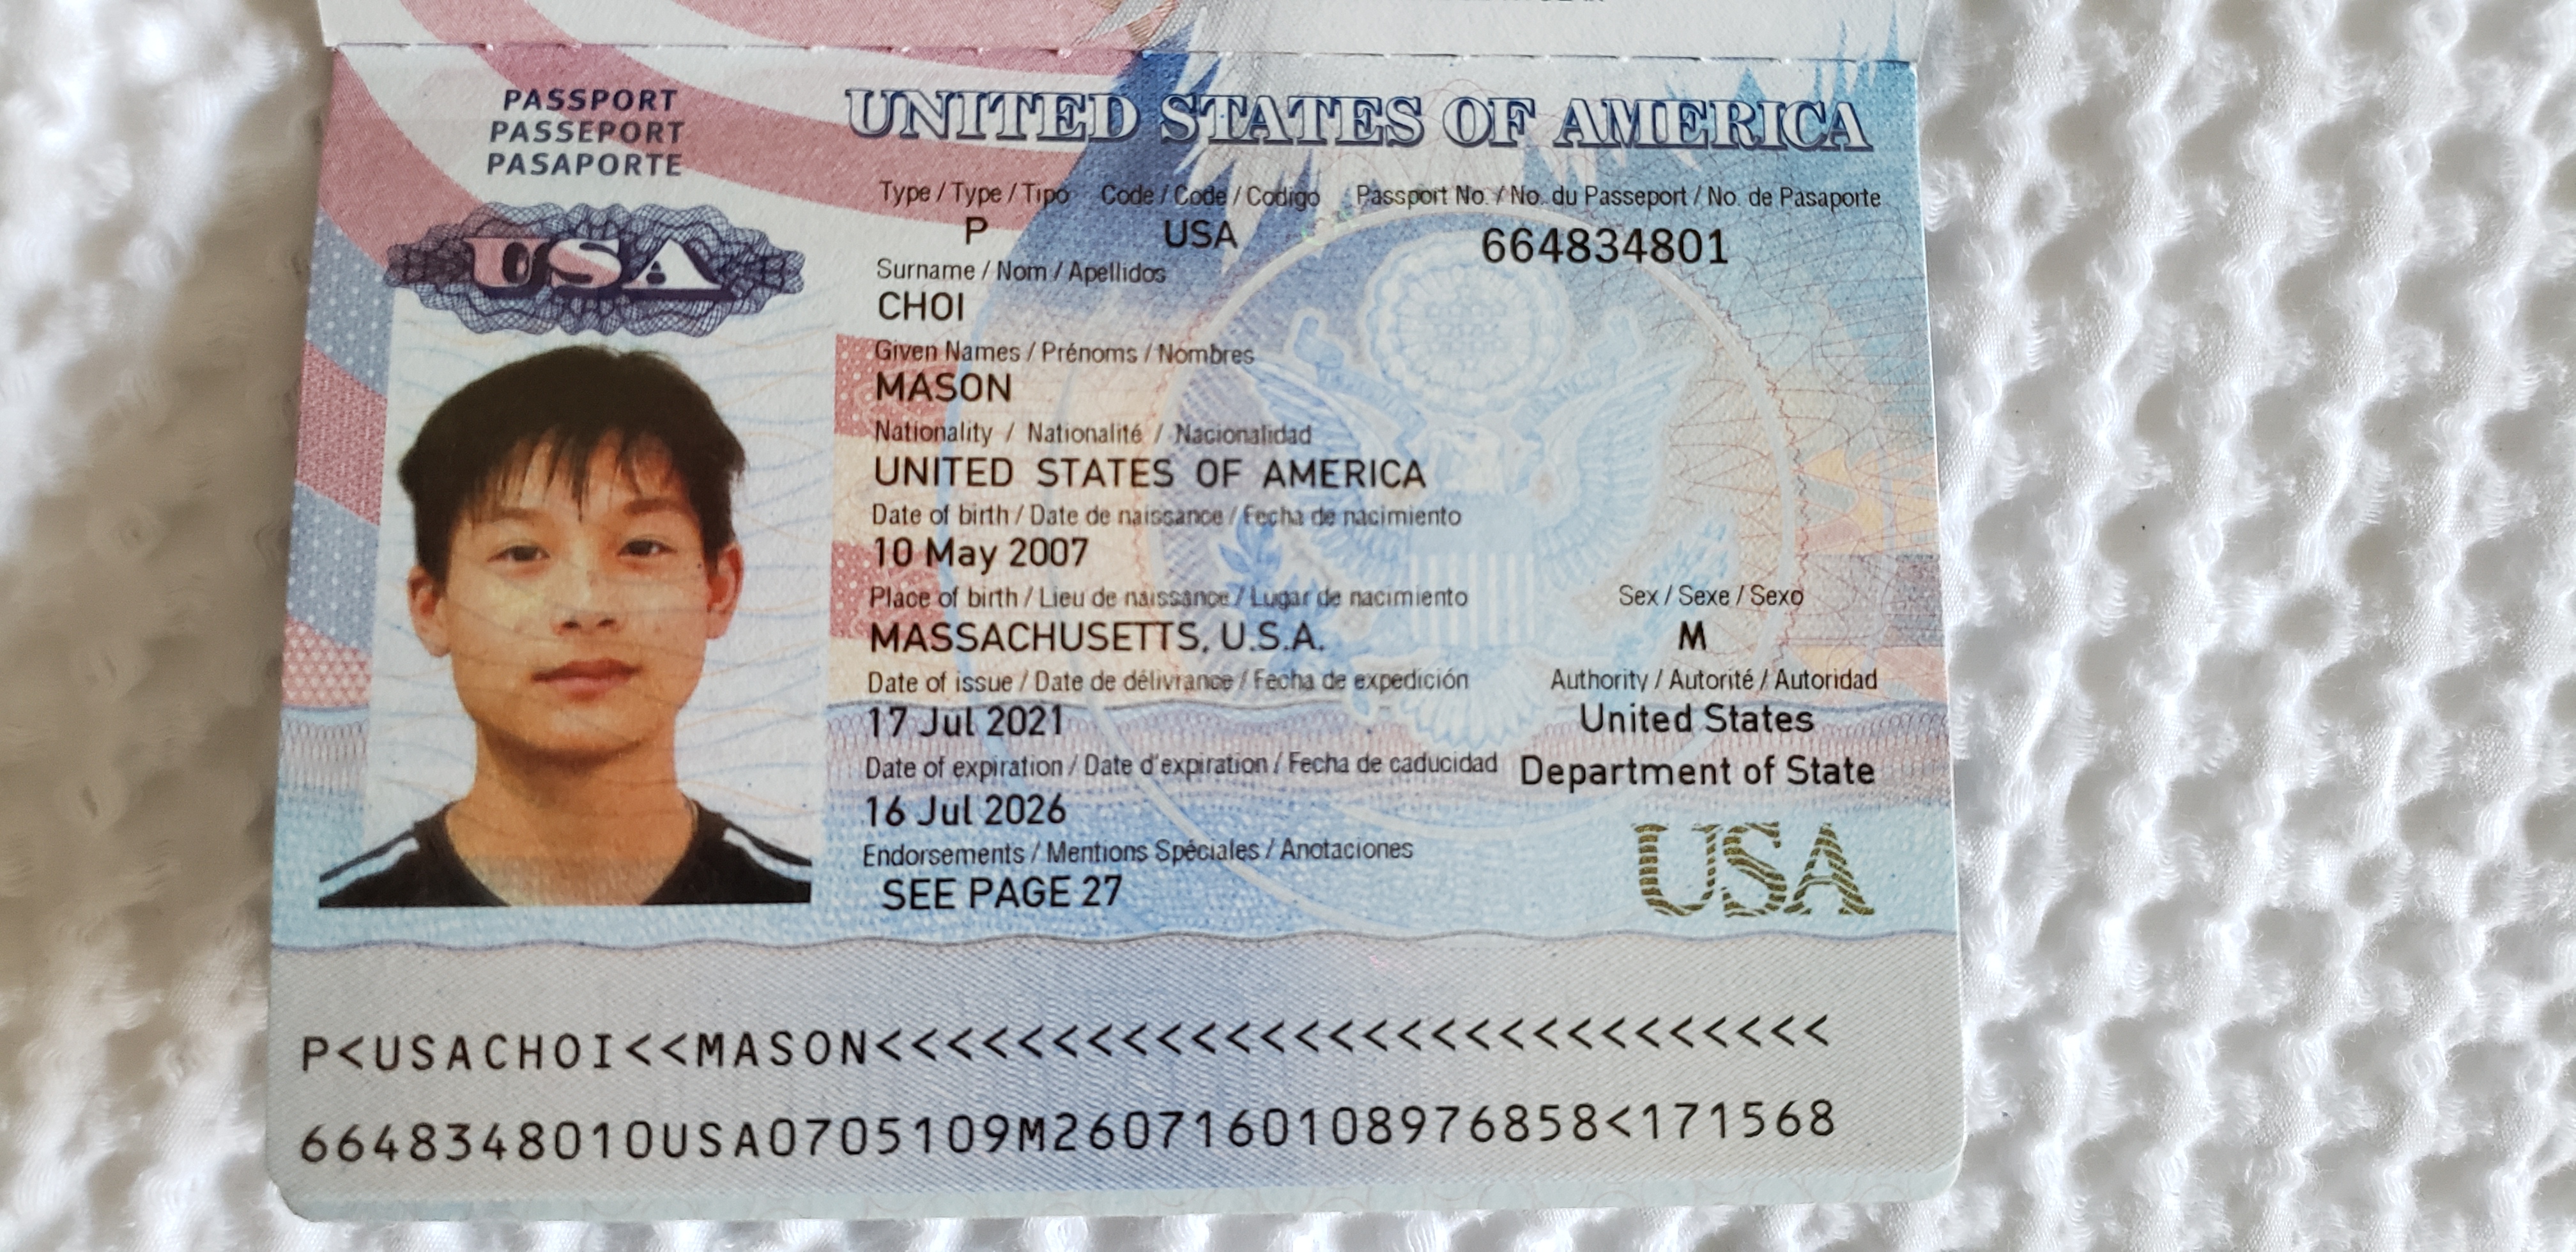 PASSPORT
PASSEPORT
PASAPORTE
USA
UNITED STATES OF AMERICA
Type / Type / Tipo Code / Code / Codigo Passport No. / No. du Passeport / No. de Pasaporte
P USA 664834801
Surname / Nom / Apellidos
CHOI
Given Names / Prénoms / Nombres
MASON
Nationality / Nationalité / Nacionalidad
UNITED STATES OF AMERICA
Date of birth / Date de naissance / Fecha de nacimiento
10 May 2007
Place of birth / Lieu de naissance / Lugar de nacimiento Sex / Sexe / Sexo
MASSACHUSETTS, U.S.A. M
Date of issue / Date de délivrance / Fecha de expedición Authority / Autorité / Autoridad
17 Jul 2021 United States
Date of expiration / Date d'expiration / Fecha de caducidad Department of State
16 Jul 2026
Endorsements / Mentions Spéciales / Anotaciones
SEE PAGE 27
USA
P<USACHOI<<MASON<<<<<<<<<<<<<<<<<<<<<<<<<<<
6648348010USA0705109M2607160108976858<171568